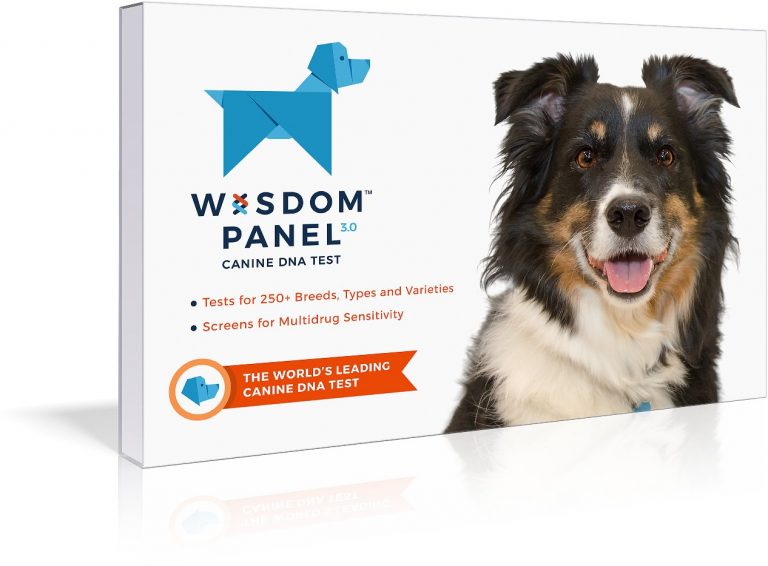 WISDOM™
PANEL 3.0
CANINE DNA TEST
• Tests for 250+ Breeds, Types and Varieties
• Screens for Multidrug Sensitivity
THE WORLD'S LEADING
CANINE DNA TEST